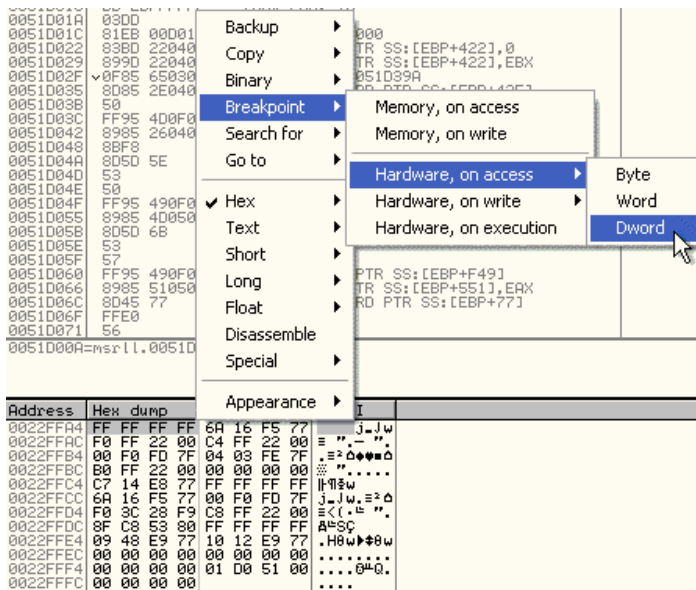 0051D01A 03DD
0051D01C 81EB 00D01 000
0051D022 83BD 22040 TR SS:[EBP+422],0
0051D029 899D 22040 TR SS:[EBP+422],EBX
0051D02F 0F85 65030 051D39A
0051D035 8D85 2E040
0051D03B 50
0051D03C FF95 4D0F0
0051D042 8985 26040
0051D048 8BF8
0051D04A 8D5D 5E
0051D04D 53
0051D04E 50
0051D04F FF95 490F0
0051D055 8985 4D050
0051D05B 8D5D 6B
0051D05E 53
0051D05F 57
0051D060 FF95 490F0 PTR SS:[EBP+F49]
0051D066 8985 51050 TR SS:[EBP+551],EAX
0051D06C 8D45 77 RD PTR SS:[EBP+77]
0051D06F FFE0
0051D071 56
0051D00A=msrll.0051D
Backup
Copy
Binary
Breakpoint
Search for
Go to
Hex
Text
Short
Long
Float
Disassemble
Special
Appearance
Memory, on access
Memory, on write
Hardware, on access
Hardware, on write
Hardware, on execution
Byte
Word
Dword
Address Hex dump
0022FFA4 FF FF FF FF 6A 16 F5 77
0022FFAC F0 FF 22 00 C4 FF 22 00
0022FFB4 00 F0 FD 7F 04 03 FE 7F
0022FFBC B0 FF 22 00 00 00 00 00
0022FFC4 C7 14 E8 77 FF FF FF FF
0022FFCC 6A 16 F5 77 00 F0 FD 7F
0022FFD4 F0 3C 28 F9 C8 FF 22 00
0022FFDC 8F C8 53 80 FF FF FF FF
0022FFE4 09 48 E9 77 10 12 E9 77
0022FFEC 00 00 00 00 00 00 00 00
0022FFF4 00 00 00 00 01 D0 51 00
0022FFFC 00 00 00 00